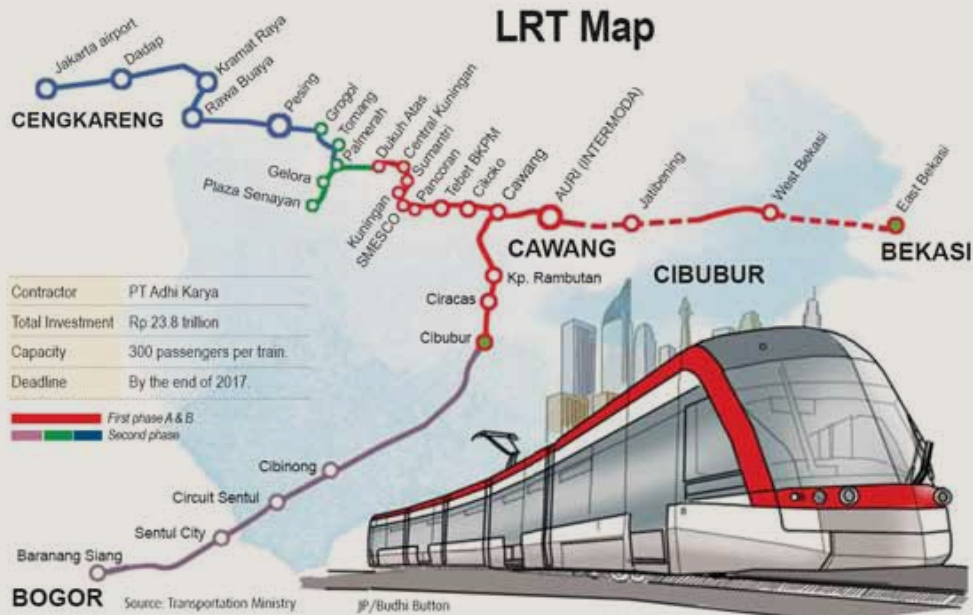 LRT Map
Jakarta airport
Dadap
Kramat Raya
Rawa Buaya
Pesing
Grogol
Tomang
Palmerah
Dukuh Atas
Central Kuningan
Sumantri
Pancoran
Tebet BKPM
Cikoko
Cawang
AURI (INTERMODA)
Jatibening
West Bekasi
East Bekasi
CENGKARENG
Gelora
Plaza Senayan
Kuningan
SMESCO
CAWANG
BEKASI
CIBUBUR
Kp. Rambutan
Ciracas
Cibubur
Contractor PT Adhi Karya
Total Investment Rp 23.8 trillion
Capacity 300 passengers per train.
Deadline By the end of 2017.
First phase A & B
Second phase
Cibinong
Circuit Sentul
Sentul City
Baranang Siang
BOGOR
Source: Transportation Ministry
JP/Budhi Button